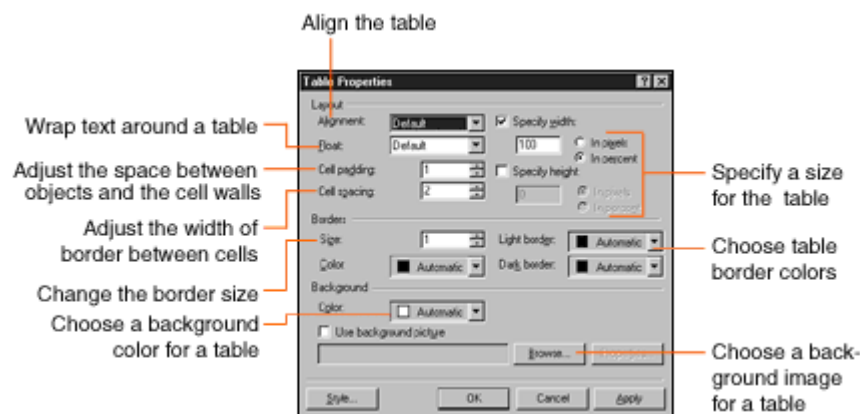 Align the table
Table Properties
Layout
Alignment: Default
Specify width:
Wrap text around a table
Float: Default
100
In pixels
In percent
Adjust the space between
objects and the cell walls
Cell padding: 1
Specify height
Specify a size
for the table
Cell spacing: 2
0
In pixels
In percent
Adjust the width of
border between cells
Borders
Size: 1
Light border: Automatic
Choose table
border colors
Color Automatic
Dark border: Automatic
Change the border size
Background
Choose a background
color for a table
Color: Automatic
Use background picture
Browse...
Choose a back-
ground image
for a table
Style...
OK
Cancel
Apply